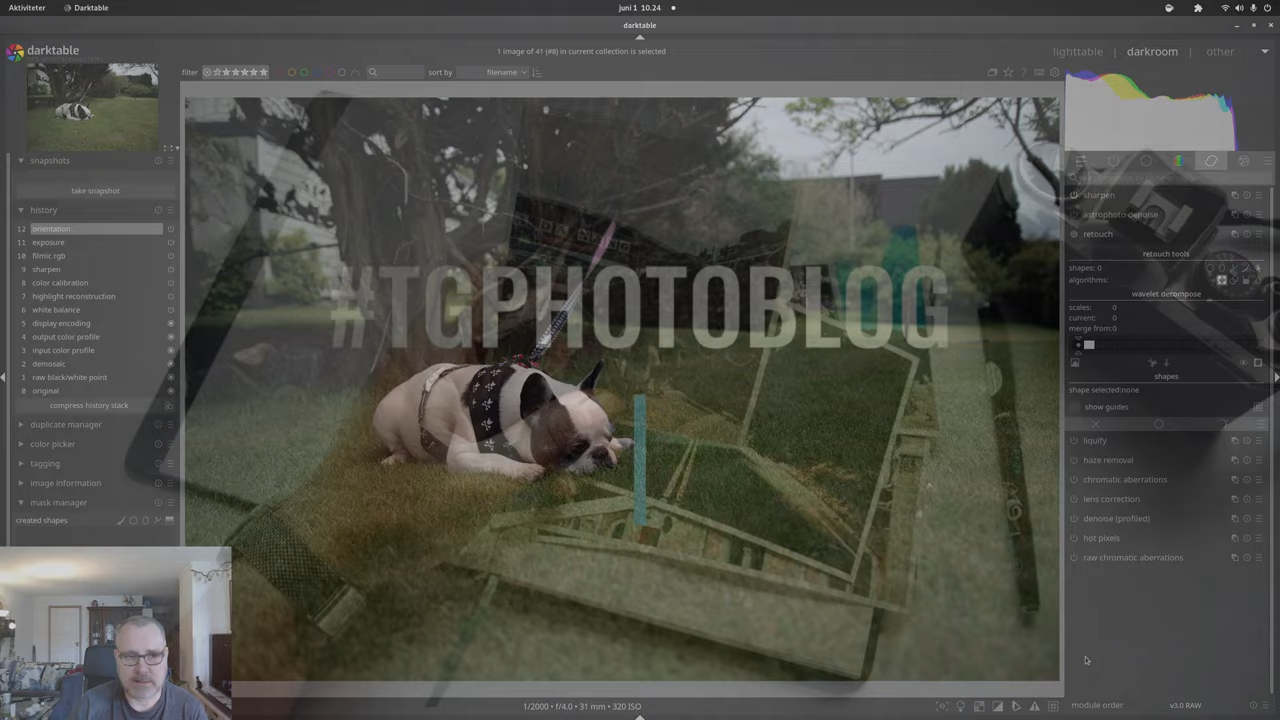 Aktiviteter
Darktable
juni 1 10.24
darktable
darktable
1 image of 41 (#8) in current collection is selected
lighttable | darkroom | other
filter
sort by filename
snapshots
take snapshot
history
12 orientation
11 exposure
10 filmic rgb
9 sharpen
8 color calibration
7 highlight reconstruction
6 white balance
5 display encoding
4 output color profile
3 input color profile
2 demosaic
1 raw black/white point
0 original
compress history stack
duplicate manager
color picker
tagging
image information
mask manager
created shapes
#TGPHOTOBLOG
1/2000 • f/4.0 • 31 mm • 320 ISO
sharpen
astrophoto denoise
retouch
retouch tools
shapes: 0
algorithms:
wavelet decompose
scales: 0
current: 0
merge from:0
shapes
shape selected:none
show guides
liquify
haze removal
chromatic aberrations
lens correction
denoise (profiled)
hot pixels
raw chromatic aberrations
module order v3.0 RAW